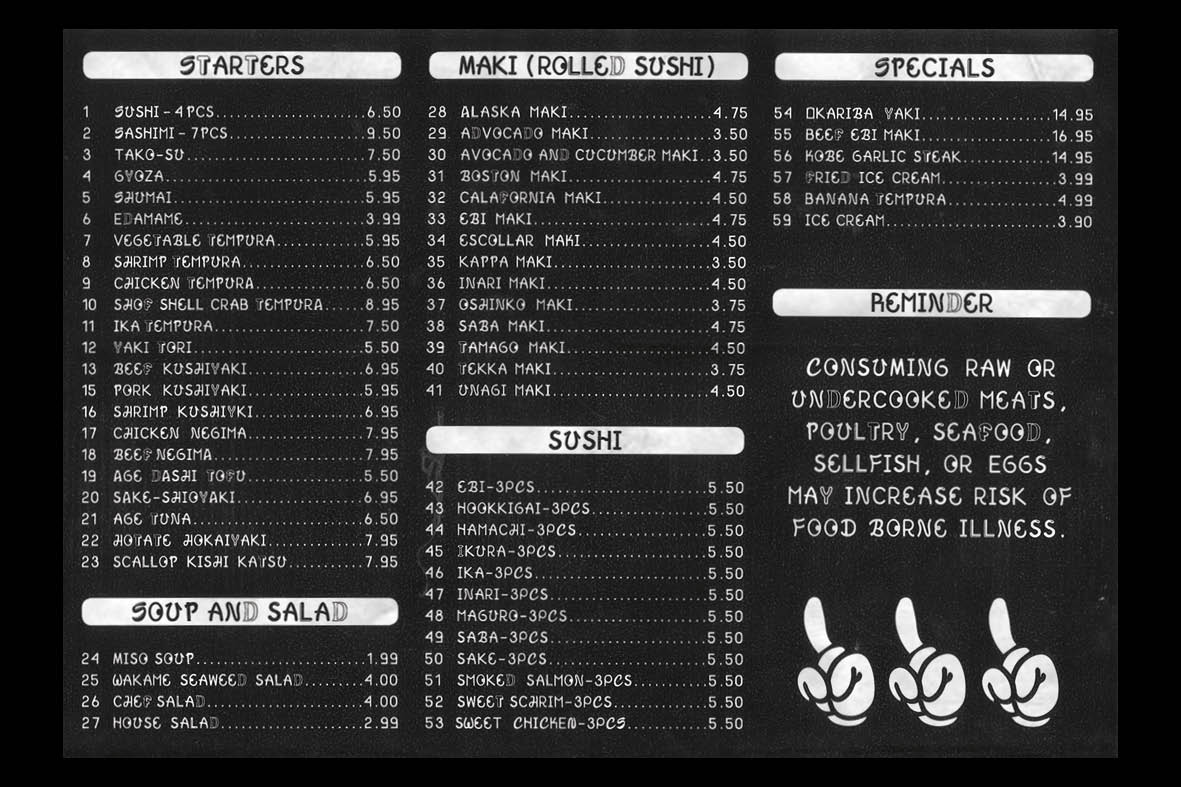 STARTERS
1 SUSHI - 4PCS 6.50
2 SASHIMI - 7PCS 9.50
3 TAKO-SU 7.50
4 GYOZA 5.95
5 SHUMAI 5.95
6 EDAMAME 3.99
7 VEGETABLE TEMPURA 5.95
8 SHRIMP TEMPURA 6.50
9 CHICKEN TEMPURA 6.50
10 SHOF SHELL CRAB TEMPURA 8.95
11 IKA TEMPURA 7.50
12 YAKI TORI 5.50
13 BEEF KUSHIYAKI 6.95
15 PORK KUSHIYAKI 5.95
16 SHRIMP KUSHIYKI 6.95
17 CHICKEN NEGIMA 7.95
18 BEEF NEGIMA 7.95
19 AGE DASHI TOFU 5.50
20 SAKE-SHIOYAKI 6.95
21 AGE TUNA 6.50
22 HOTATE HOKAIYAKI 7.95
23 SCALLOP KISHI KATSU 7.95
SOUP AND SALAD
24 MISO SOUP 1.99
25 WAKAME SEAWEED SALAD 4.00
26 CHEF SALAD 4.00
27 HOUSE SALAD 2.99
MAKI (ROLLED SUSHI)
28 ALASKA MAKI 4.75
29 ADVOCADO MAKI 3.50
30 AVOCADO AND CUCUMBER MAKI 3.50
31 BOSTON MAKI 4.75
32 CALAFORNIA MAKI 4.50
33 EBI MAKI 4.75
34 ESCOLLAR MAKI 4.50
35 KAPPA MAKI 3.50
36 INARI MAKI 4.50
37 OSHINKO MAKI 3.75
38 SABA MAKI 4.75
39 TAMAGO MAKI 4.50
40 TEKKA MAKI 3.75
41 UNAGI MAKI 4.50
SUSHI
42 EBI-3PCS 5.50
43 HOOKKIGAI-3PCS 5.50
44 HAMACHI-3PCS 5.50
45 IKURA-3PCS 5.50
46 IKA-3PCS 5.50
47 INARI-3PCS 5.50
48 MAGURO-3PCS 5.50
49 SABA-3PCS 5.50
50 SAKE-3PCS 5.50
51 SMOKED SALMON-3PCS 5.50
52 SWEET SCHRIM-3PCS 5.50
53 SWEET CHICKEN-3PCS 5.50
SPECIALS
54 OKARIBA YAKI 14.95
55 BEEF EBI MAKI 16.95
56 KOBE GARLIC STEAK 14.95
57 FRIED ICE CREAM 3.99
58 BANANA TEMPURA 4.99
59 ICE CREAM 3.90
REMINDER
CONSUMING RAW OR
UNDERCOOKED MEATS,
POULTRY, SEAFOOD,
SELLFISH, OR EGGS
MAY INCREASE RISK OF
FOOD BORNE ILLNESS.